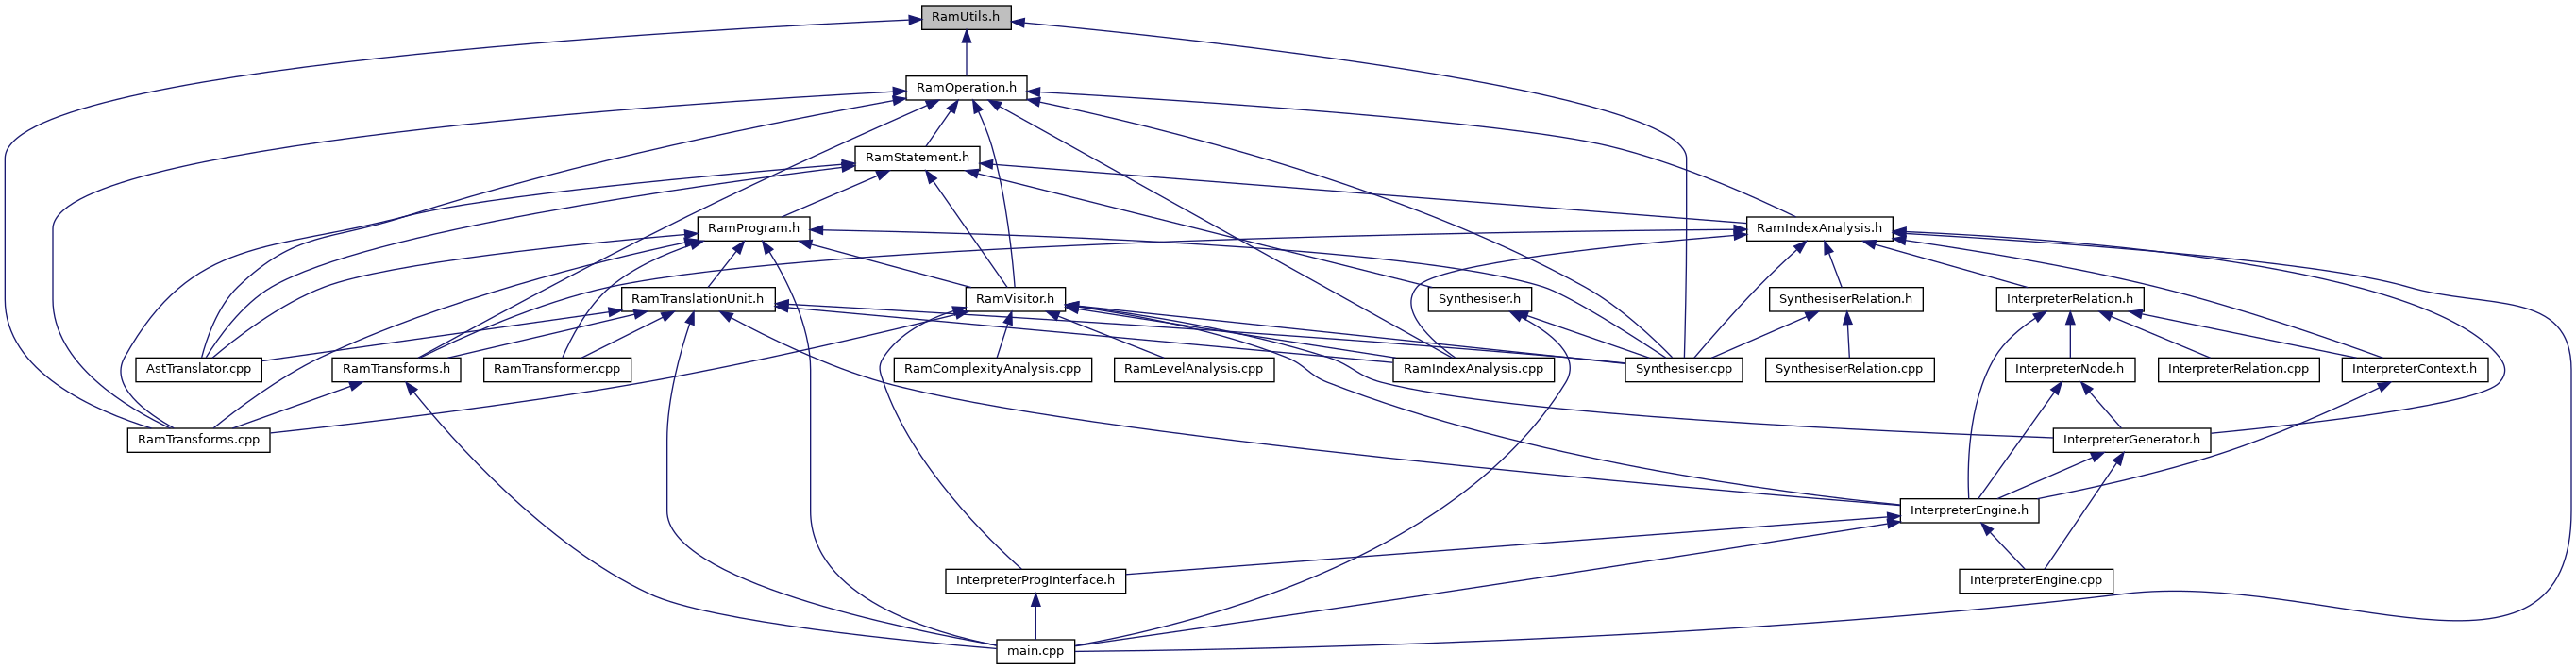 RamUtils.h
RamOperation.h
RamStatement.h
RamProgram.h
RamIndexAnalysis.h
RamTranslationUnit.h
RamVisitor.h
Synthesiser.h
SynthesiserRelation.h
InterpreterRelation.h
AstTranslator.cpp
RamTransforms.h
RamTransformer.cpp
RamComplexityAnalysis.cpp
RamLevelAnalysis.cpp
RamIndexAnalysis.cpp
Synthesiser.cpp
SynthesiserRelation.cpp
InterpreterNode.h
InterpreterRelation.cpp
InterpreterContext.h
RamTransforms.cpp
InterpreterGenerator.h
InterpreterEngine.h
InterpreterProgInterface.h
InterpreterEngine.cpp
main.cpp